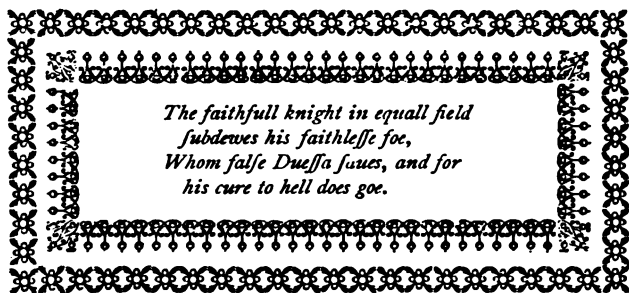 The faithfull knight in equall field
ſubdewes his faithleſſe foe,
Whom falſe Dueſſa ſaues, and for
his cure to hell does goe.